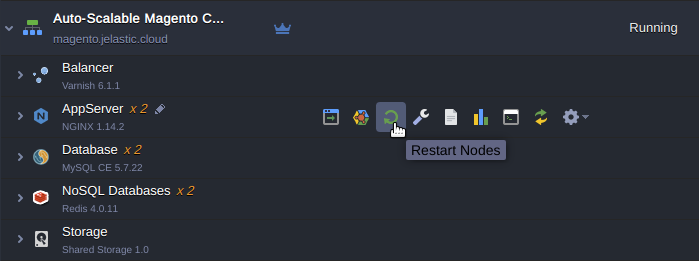 Auto-Scalable Magento C...
magento.jelastic.cloud
Running
Balancer
Varnish 6.1.1
AppServer x 2
NGINX 1.14.2
Restart Nodes
Database x 2
MySQL CE 5.7.22
NoSQL Databases x 2
Redis 4.0.11
Storage
Shared Storage 1.0